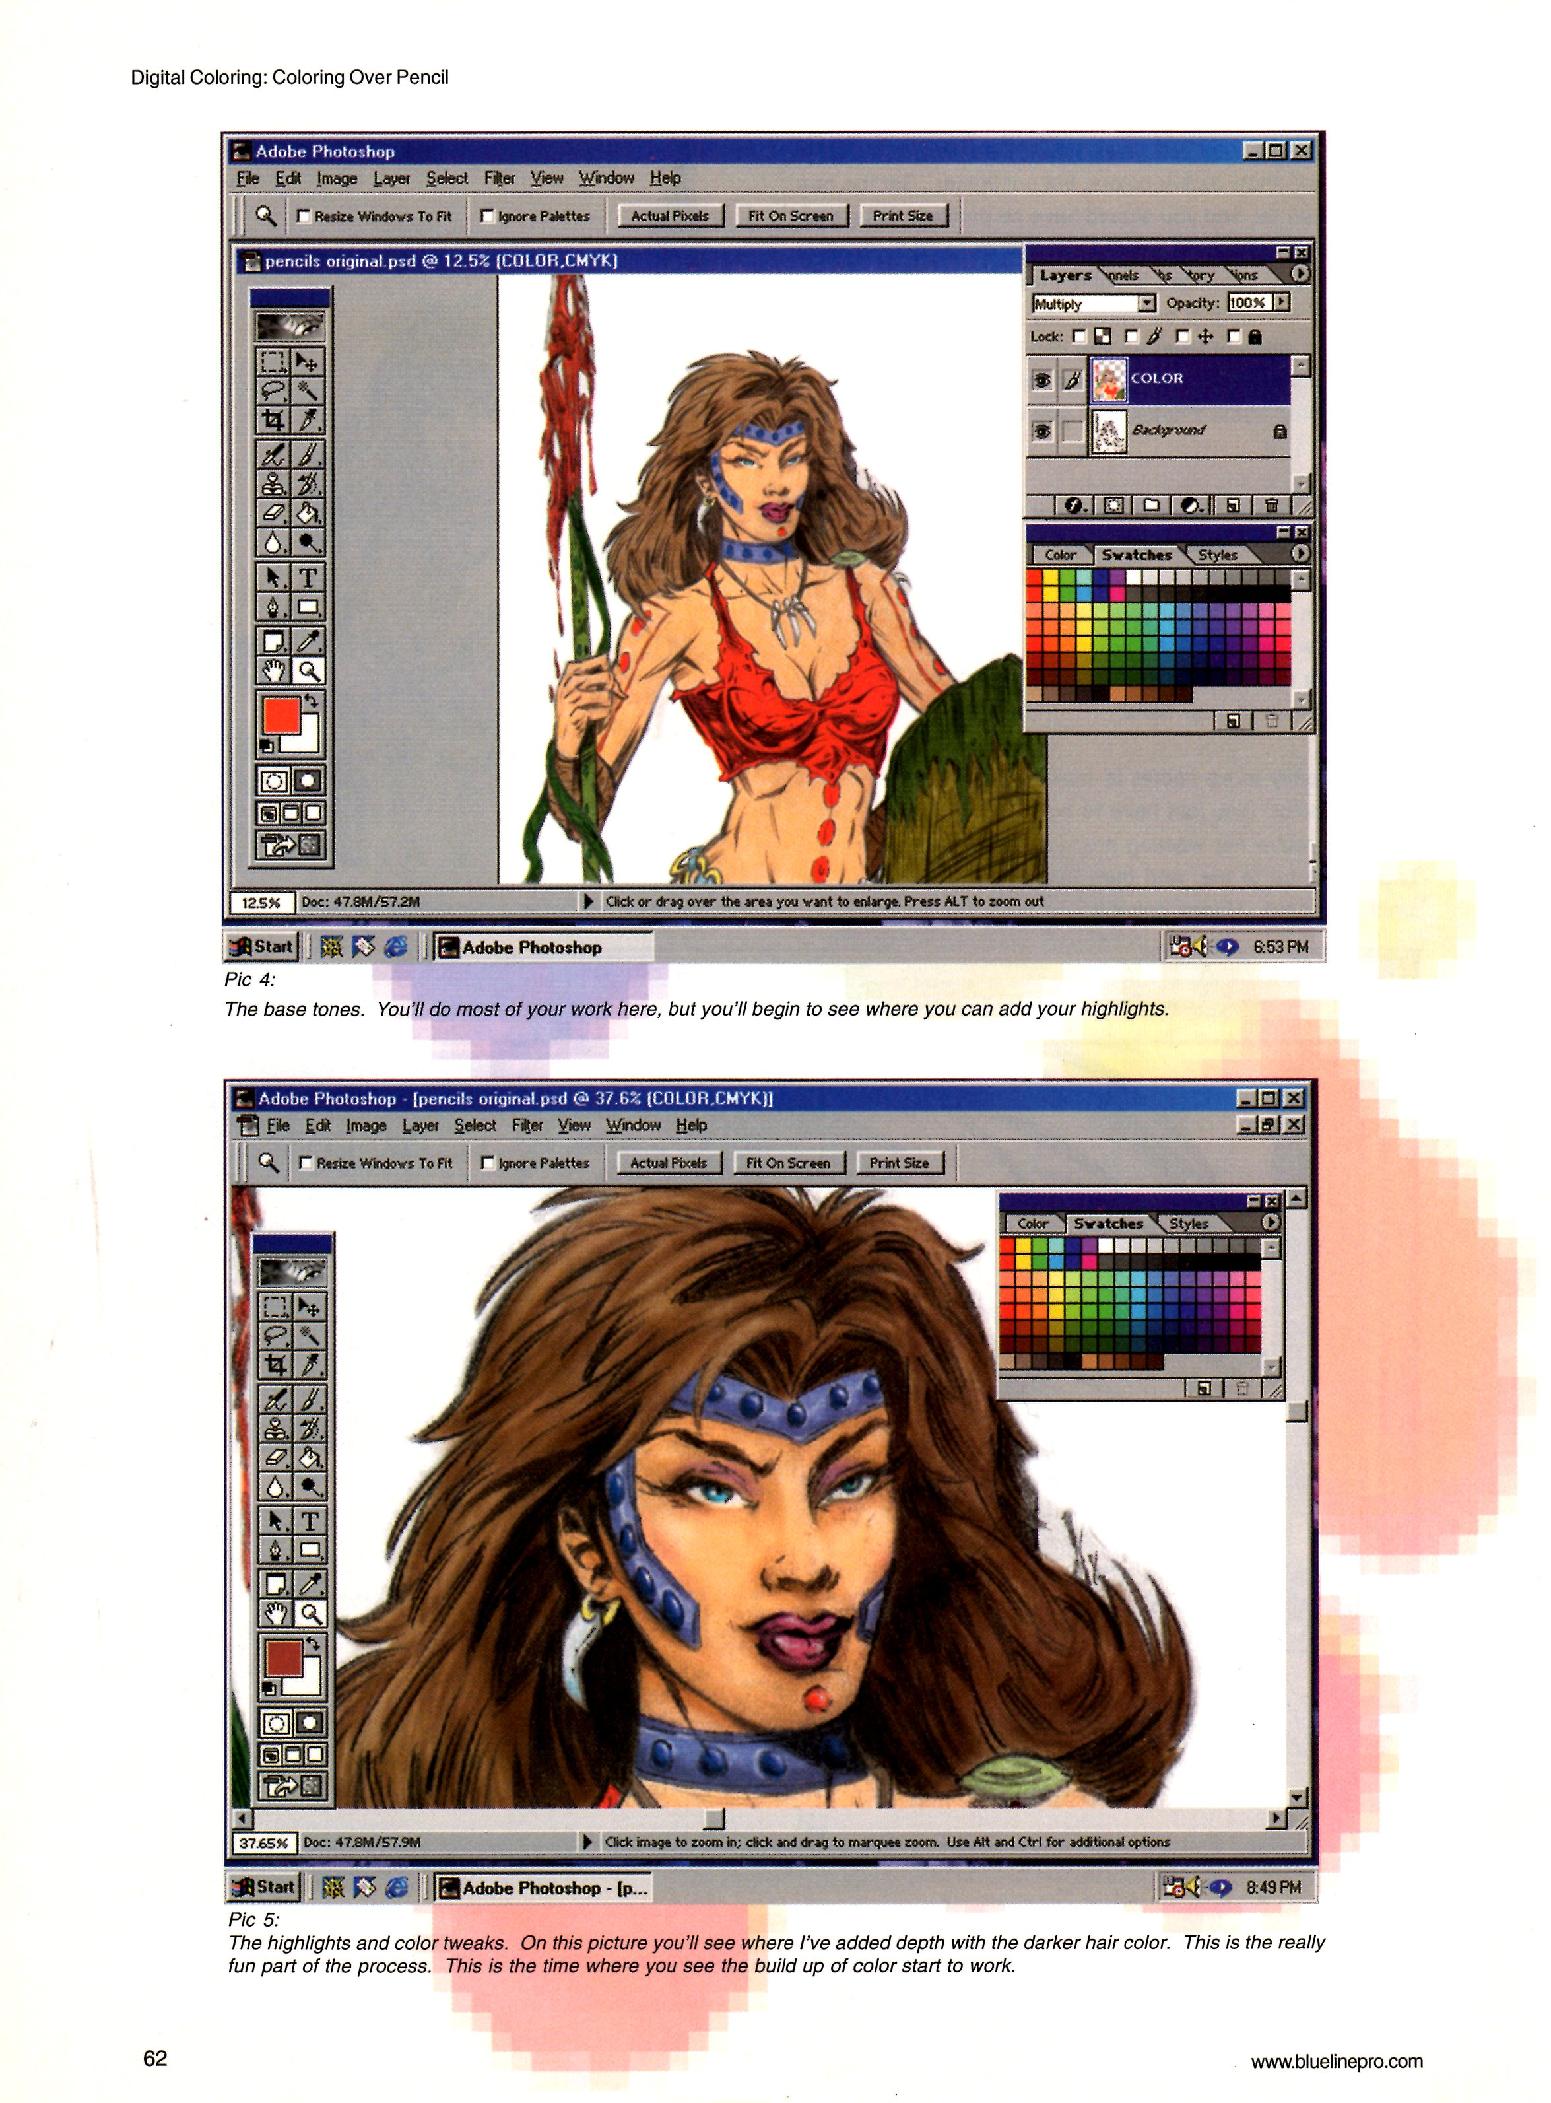 Digital Coloring: Coloring Over Pencil
Adobe Photoshop
File Edit Image Layer Select Filter View Window Help
Resize Windows To Fit Ignore Palettes Actual Pixels Fit On Screen Print Size
pencils original.psd @ 12.5% (COLOR,CMYK)
Layers nnels hs tory ions
Multiply Opacity: 100%
Lock:
COLOR
Background
Color Swatches Styles
T
12.5% Doc: 47.8M/57.2M Click or drag over the area you want to enlarge. Press ALT to zoom out
Start Adobe Photoshop 6:53 PM
Pic 4:
The base tones. You'll do most of your work here, but you'll begin to see where you can add your highlights.
Adobe Photoshop - [pencils original.psd @ 37.6% (COLOR,CMYK)]
File Edit Image Layer Select Filter View Window Help
Resize Windows To Fit Ignore Palettes Actual Pixels Fit On Screen Print Size
Color Swatches Styles
T
37.65% Doc: 47.8M/57.9M Click image to zoom in; click and drag to marquee zoom. Use Alt and Ctrl for additional options
Start Adobe Photoshop - [p... 8:49 PM
Pic 5:
The highlights and color tweaks. On this picture you'll see where I've added depth with the darker hair color. This is the really
fun part of the process. This is the time where you see the build up of color start to work.
62
www.bluelinepro.com